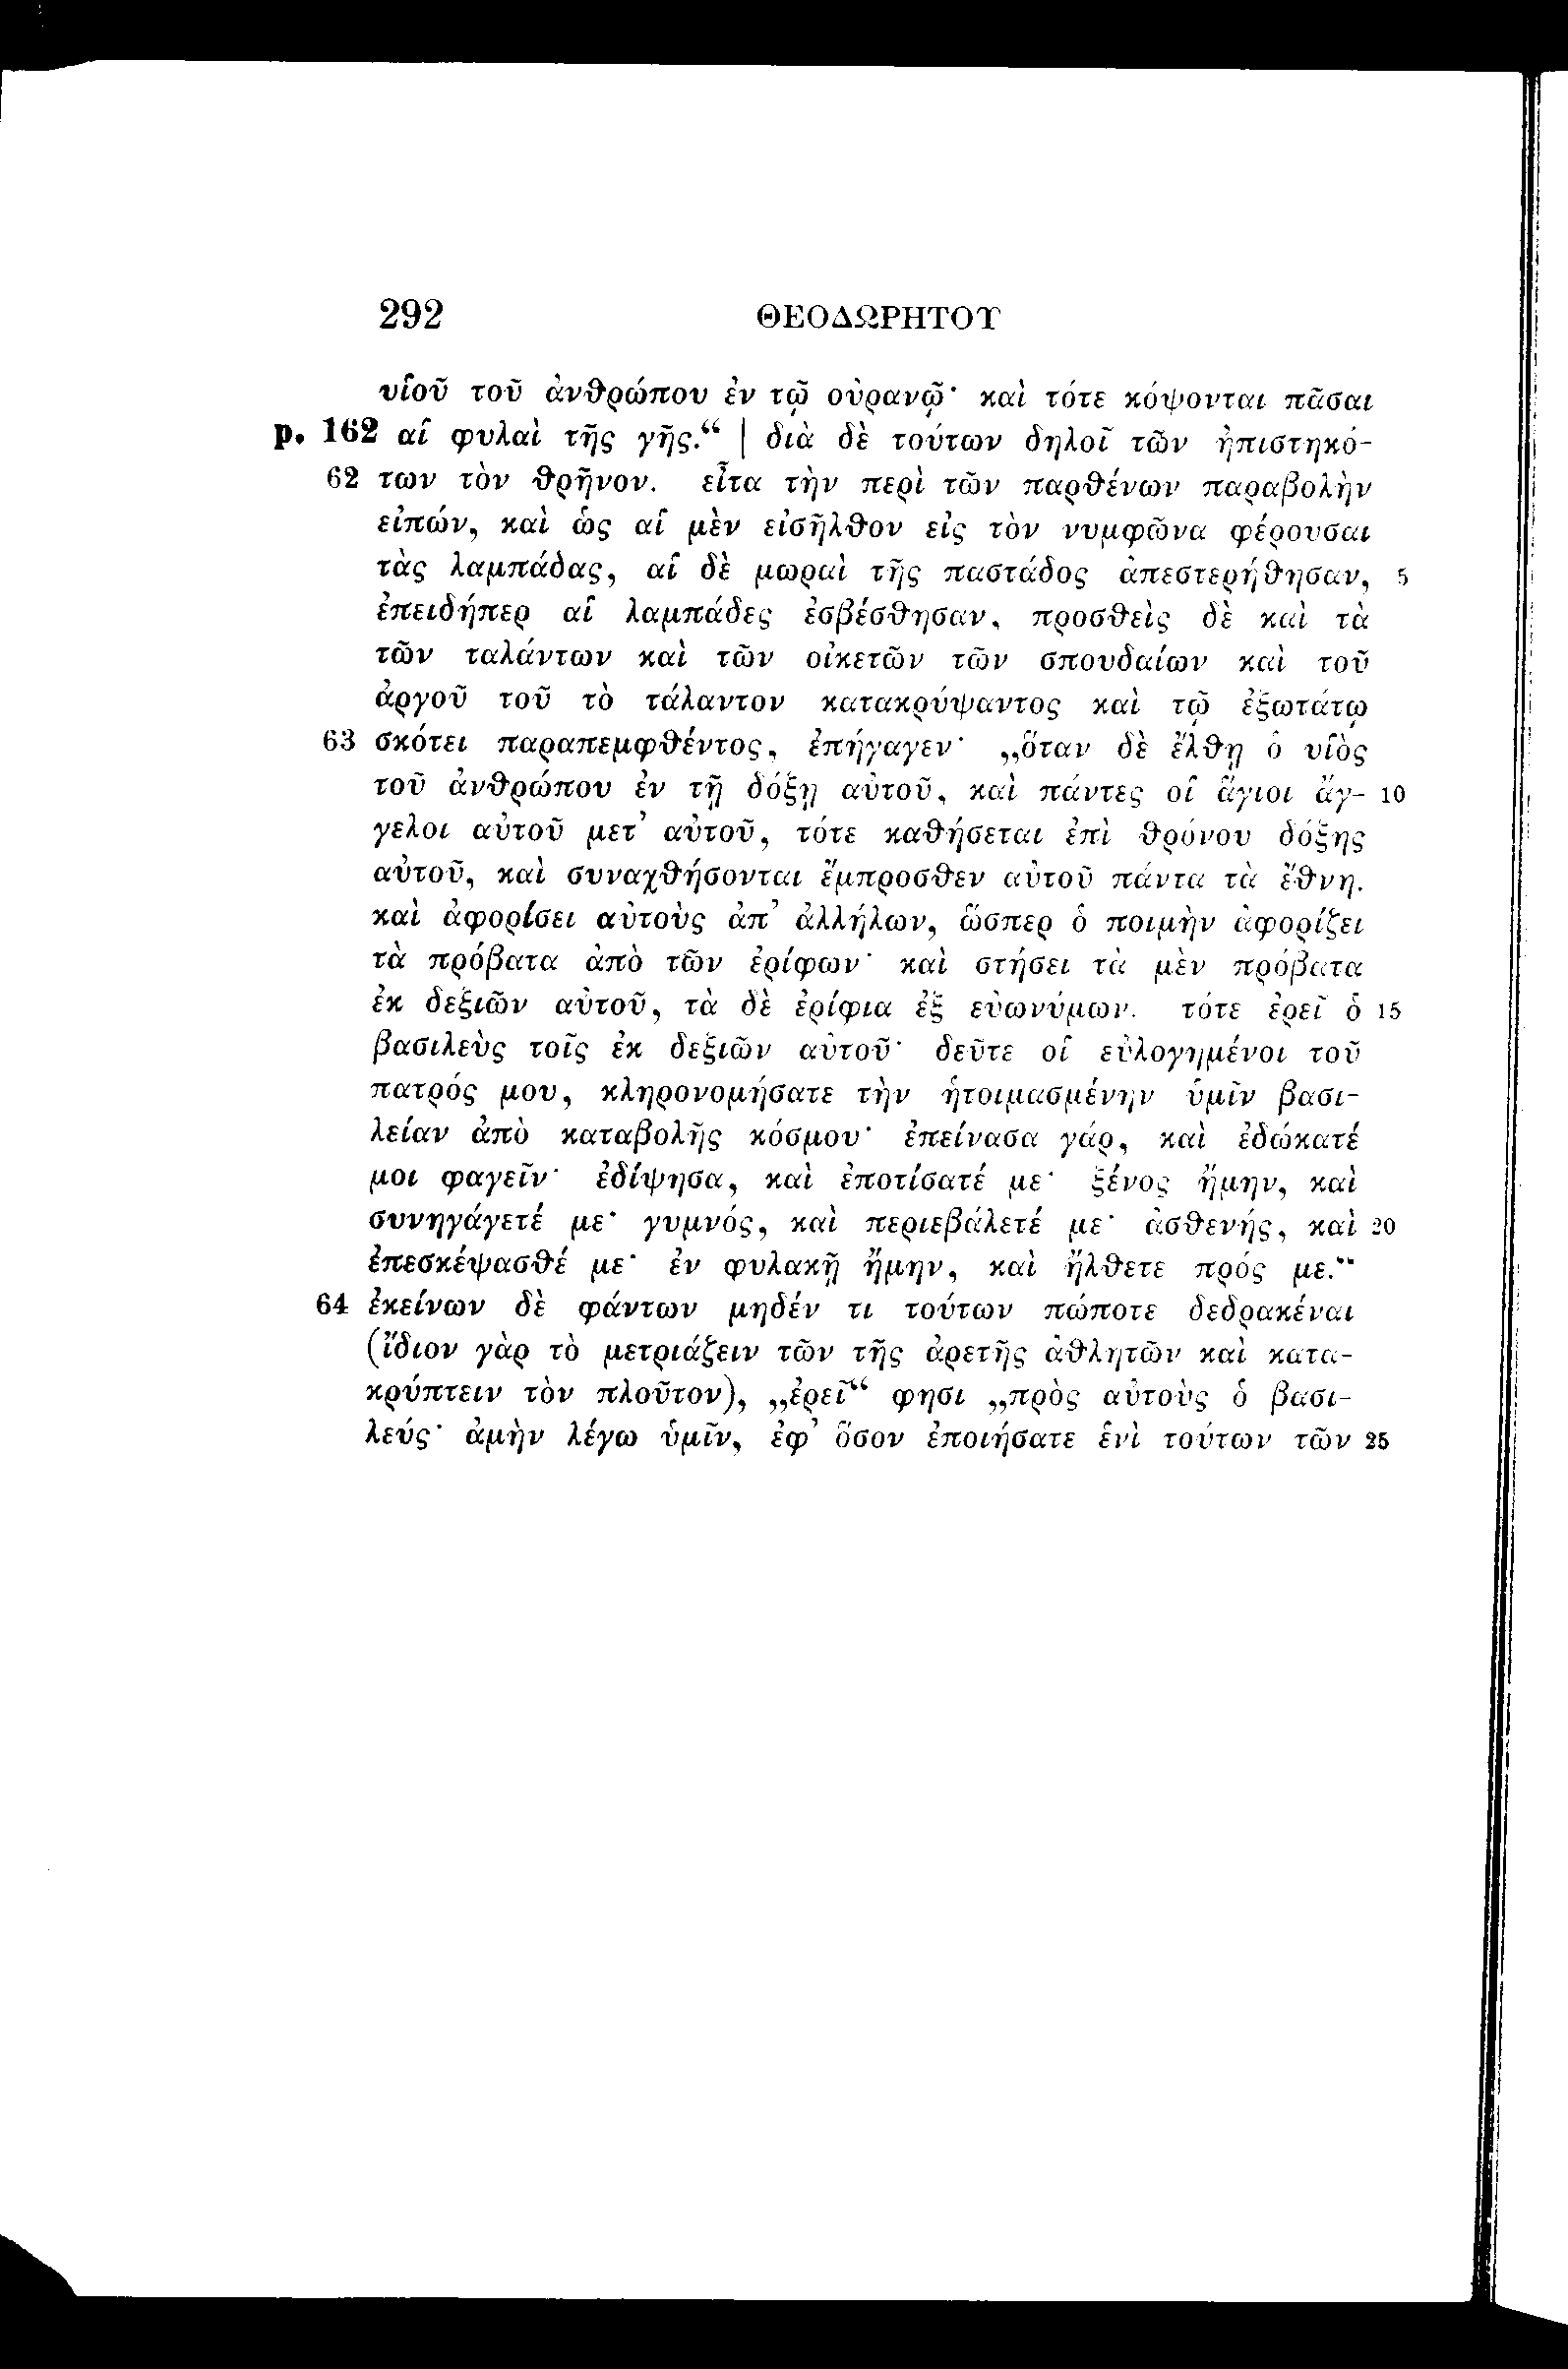 292 ΘΕΟΔΩΡΗΤΟΥ
υἱοῦ τοῦ ἀνθρώπου ἐν τῷ οὐρανῷ· καὶ τότε κόψονται πᾶσαι
p. 162 αἱ φυλαὶ τῆς γῆς.“ | διὰ δὲ τούτων δηλοῖ τῶν ἠπιστηκό-
62 των τὸν θρῆνον. εἶτα τὴν περὶ τῶν παρθένων παραβολὴν
εἰπών, καὶ ὡς αἱ μὲν εἰσῆλθον εἰς τὸν νυμφῶνα φέρουσαι
τὰς λαμπάδας, αἱ δὲ μωραὶ τῆς παστάδος ἀπεστερήθησαν, 5
ἐπειδήπερ αἱ λαμπάδες ἐσβέσθησαν, προσθεὶς δὲ καὶ τὰ
τῶν ταλάντων καὶ τῶν οἰκετῶν τῶν σπουδαίων καὶ τοῦ
ἀργοῦ τοῦ τὸ τάλαντον κατακρύψαντος καὶ τῷ ἐξωτάτω
63 σκότει παραπεμφθέντος, ἐπήγαγεν· „ὅταν δὲ ἔλθῃ ὁ υἱὸς
τοῦ ἀνθρώπου ἐν τῇ δόξῃ αὐτοῦ, καὶ πάντες οἱ ἅγιοι ἄγ- 10
γελοι αὐτοῦ μετ’ αὐτοῦ, τότε καθήσεται ἐπὶ θρόνου δόξης
αὐτοῦ, καὶ συναχθήσονται ἔμπροσθεν αὐτοῦ πάντα τὰ ἔθνη.
καὶ ἀφορίσει αὐτοὺς ἀπ’ ἀλλήλων, ὥσπερ ὁ ποιμὴν ἀφορίζει
τὰ πρόβατα ἀπὸ τῶν ἐρίφων· καὶ στήσει τὰ μὲν πρόβατα
ἐκ δεξιῶν αὐτοῦ, τὰ δὲ ἐρίφια ἐξ εὐωνύμων. τότε ἐρεῖ ὁ 15
βασιλεὺς τοῖς ἐκ δεξιῶν αὐτοῦ· δεῦτε οἱ εὐλογημένοι τοῦ
πατρός μου, κληρονομήσατε τὴν ἡτοιμασμένην ὑμῖν βασι-
λείαν ἀπὸ καταβολῆς κόσμου· ἐπείνασα γάρ, καὶ ἐδώκατέ
μοι φαγεῖν· ἐδίψησα, καὶ ἐποτίσατέ με· ξένος ἤμην, καὶ
συνηγάγετέ με· γυμνός, καὶ περιεβάλετέ με· ἀσθενής, καὶ 20
ἐπεσκέψασθέ με· ἐν φυλακῇ ἤμην, καὶ ἤλθετε πρός με.“
64 ἐκείνων δὲ φάντων μηδέν τι τούτων πώποτε δεδρακέναι
(ἴδιον γὰρ τὸ μετριάζειν τῶν τῆς ἀρετῆς ἀθλητῶν καὶ κατα-
κρύπτειν τὸν πλοῦτον), „ἐρεῖ“ φησι „πρὸς αὐτοὺς ὁ βασι-
λεύς· ἀμὴν λέγω ὑμῖν, ἐφ’ ὅσον ἐποιήσατε ἑνὶ τούτων τῶν 25